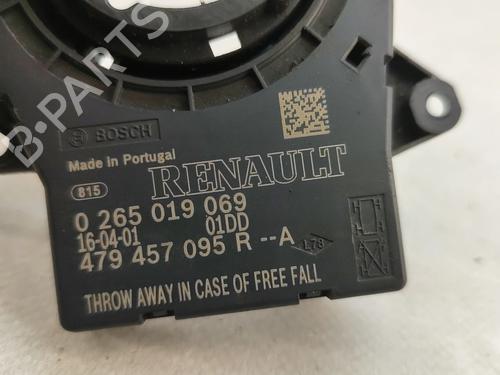 B-PARTS
BOSCH
Made in Portugal
RENAULT
815
0 265 019 069
16-04-01 01DD
479 457 095 R --A
L78
THROW AWAY IN CASE OF FREE FALL